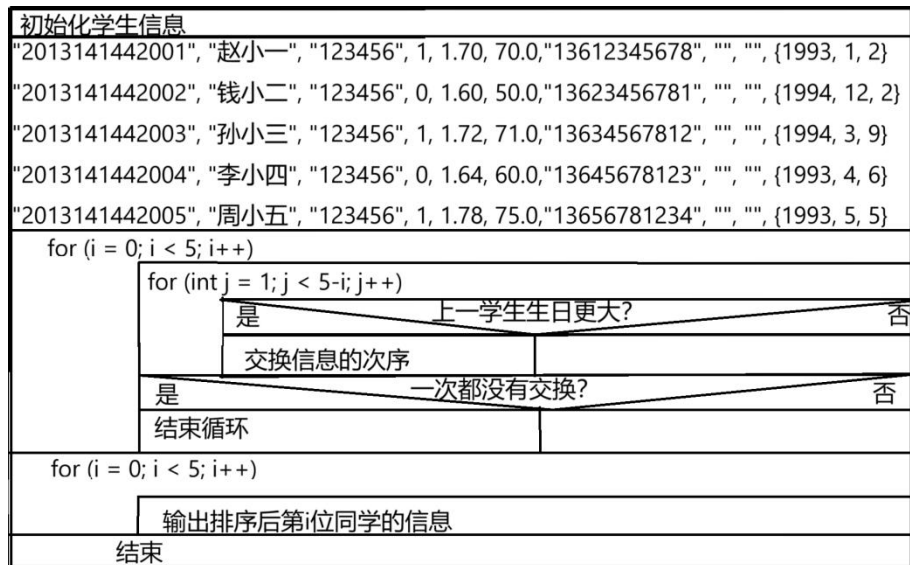 初始化学生信息
"2013141442001", "赵小一", "123456", 1, 1.70, 70.0,"13612345678", "", "", {1993, 1, 2}
"2013141442002", "钱小二", "123456", 0, 1.60, 50.0,"13623456781", "", "", {1994, 12, 2}
"2013141442003", "孙小三", "123456", 1, 1.72, 71.0,"13634567812", "", "", {1994, 3, 9}
"2013141442004", "李小四", "123456", 0, 1.64, 60.0,"13645678123", "", "", {1993, 4, 6}
"2013141442005", "周小五", "123456", 1, 1.78, 75.0,"13656781234", "", "", {1993, 5, 5}
for (i = 0; i < 5; i++)
for (int j = 1; j < 5-i; j++)
是 上一学生生日更大? 否
交换信息的次序
是 一次都没有交换? 否
结束循环
for (i = 0; i < 5; i++)
输出排序后第i位同学的信息
结束